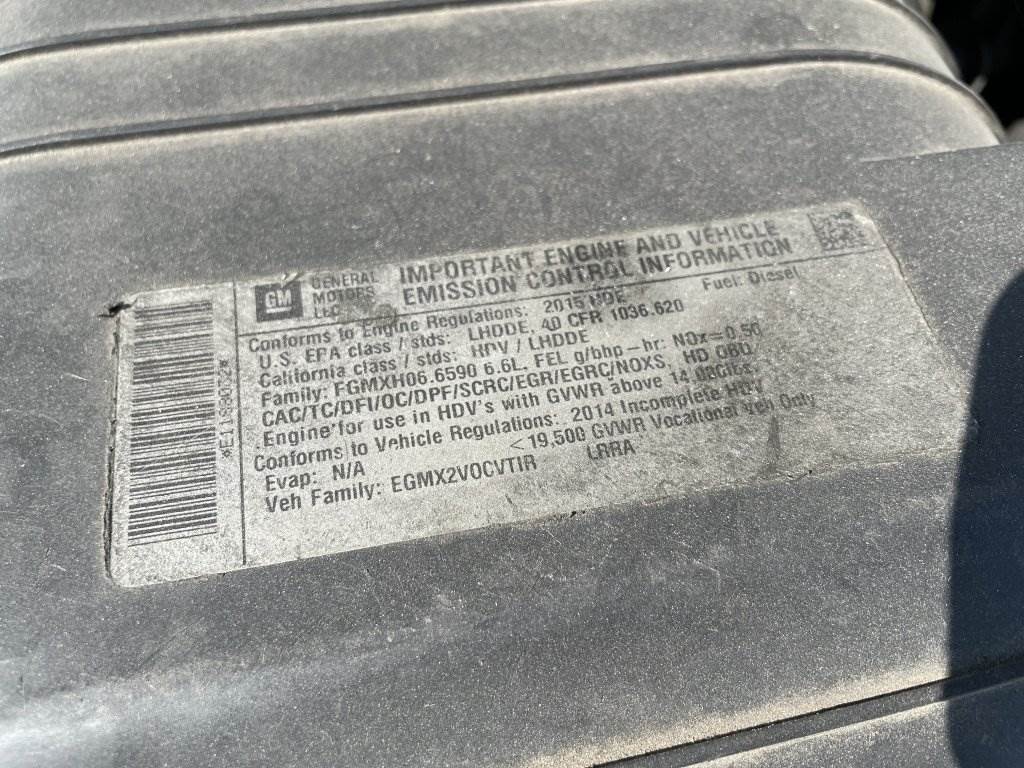 GM
GENERAL
MOTORS
LLC
IMPORTANT ENGINE AND VEHICLE
EMISSION CONTROL INFORMATION
Conforms to Engine Regulations: 2015 HDE Fuel: Diesel
U.S. EPA class / stds: LHDDE, 40 CFR 1036.620
California class / stds: HDV / LHDDE
Family: FGMXH06.6590 6.6L. FEL g/bhp-hr: NOx=0.50
CAC/TC/DFI/OC/DPF/SCRC/EGR/EGRC/NOXS, HD OBD
Engine for use in HDV's with GVWR above 14,000 lbs.
Conforms to Vehicle Regulations: 2014 Incomplete HDV
Evap: N/A <19,500 GVWR Vocational Veh Only
Veh Family: EGMX2VOCVTIR LRRA